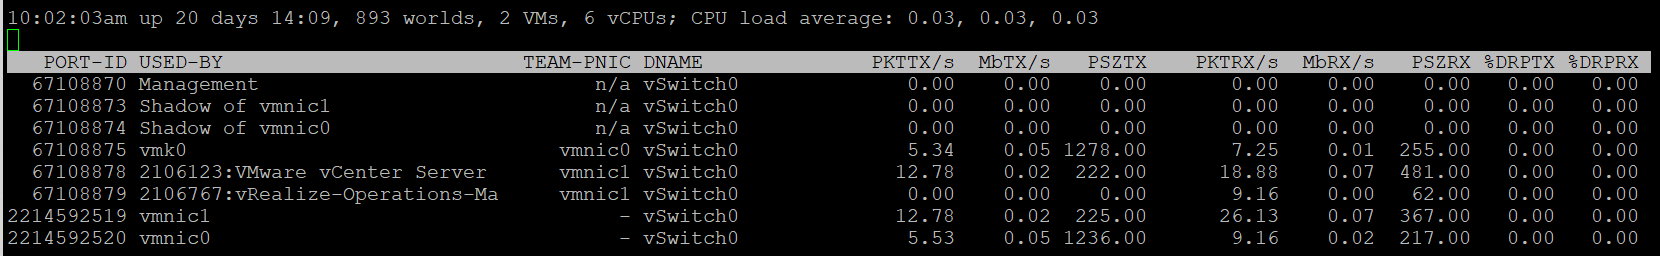 10:02:03am up 20 days 14:09, 893 worlds, 2 VMs, 6 vCPUs; CPU load average: 0.03, 0.03, 0.03
PORT-ID USED-BY TEAM-PNIC DNAME PKTTX/s MbTX/s PSZTX PKTRX/s MbRX/s PSZRX %DRPTX %DRPRX
67108870 Management n/a vSwitch0 0.00 0.00 0.00 0.00 0.00 0.00 0.00 0.00
67108873 Shadow of vmnic1 n/a vSwitch0 0.00 0.00 0.00 0.00 0.00 0.00 0.00 0.00
67108874 Shadow of vmnic0 n/a vSwitch0 0.00 0.00 0.00 0.00 0.00 0.00 0.00 0.00
67108875 vmk0 vmnic0 vSwitch0 5.34 0.05 1278.00 7.25 0.01 255.00 0.00 0.00
67108878 2106123:VMware vCenter Server vmnic1 vSwitch0 12.78 0.02 222.00 18.88 0.07 481.00 0.00 0.00
67108879 2106767:vRealize-Operations-Ma vmnic1 vSwitch0 0.00 0.00 0.00 9.16 0.00 62.00 0.00 0.00
2214592519 vmnic1 - vSwitch0 12.78 0.02 225.00 26.13 0.07 367.00 0.00 0.00
2214592520 vmnic0 - vSwitch0 5.53 0.05 1236.00 9.16 0.02 217.00 0.00 0.00